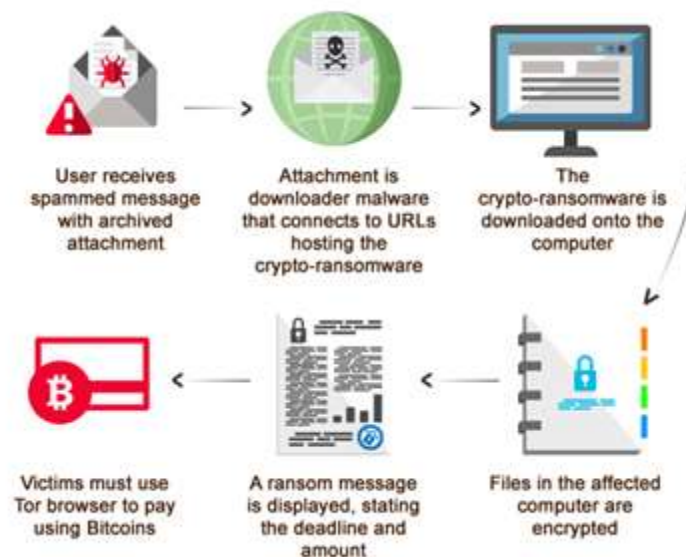 User receives
spammed message
with archived
attachment
Attachment is
downloader malware
that connects to URLs
hosting the
crypto-ransomware
The
crypto-ransomware is
downloaded onto the
computer
Files in the affected
computer are
encrypted
A ransom message
is displayed, stating
the deadline and
amount
Victims must use
Tor browser to pay
using Bitcoins